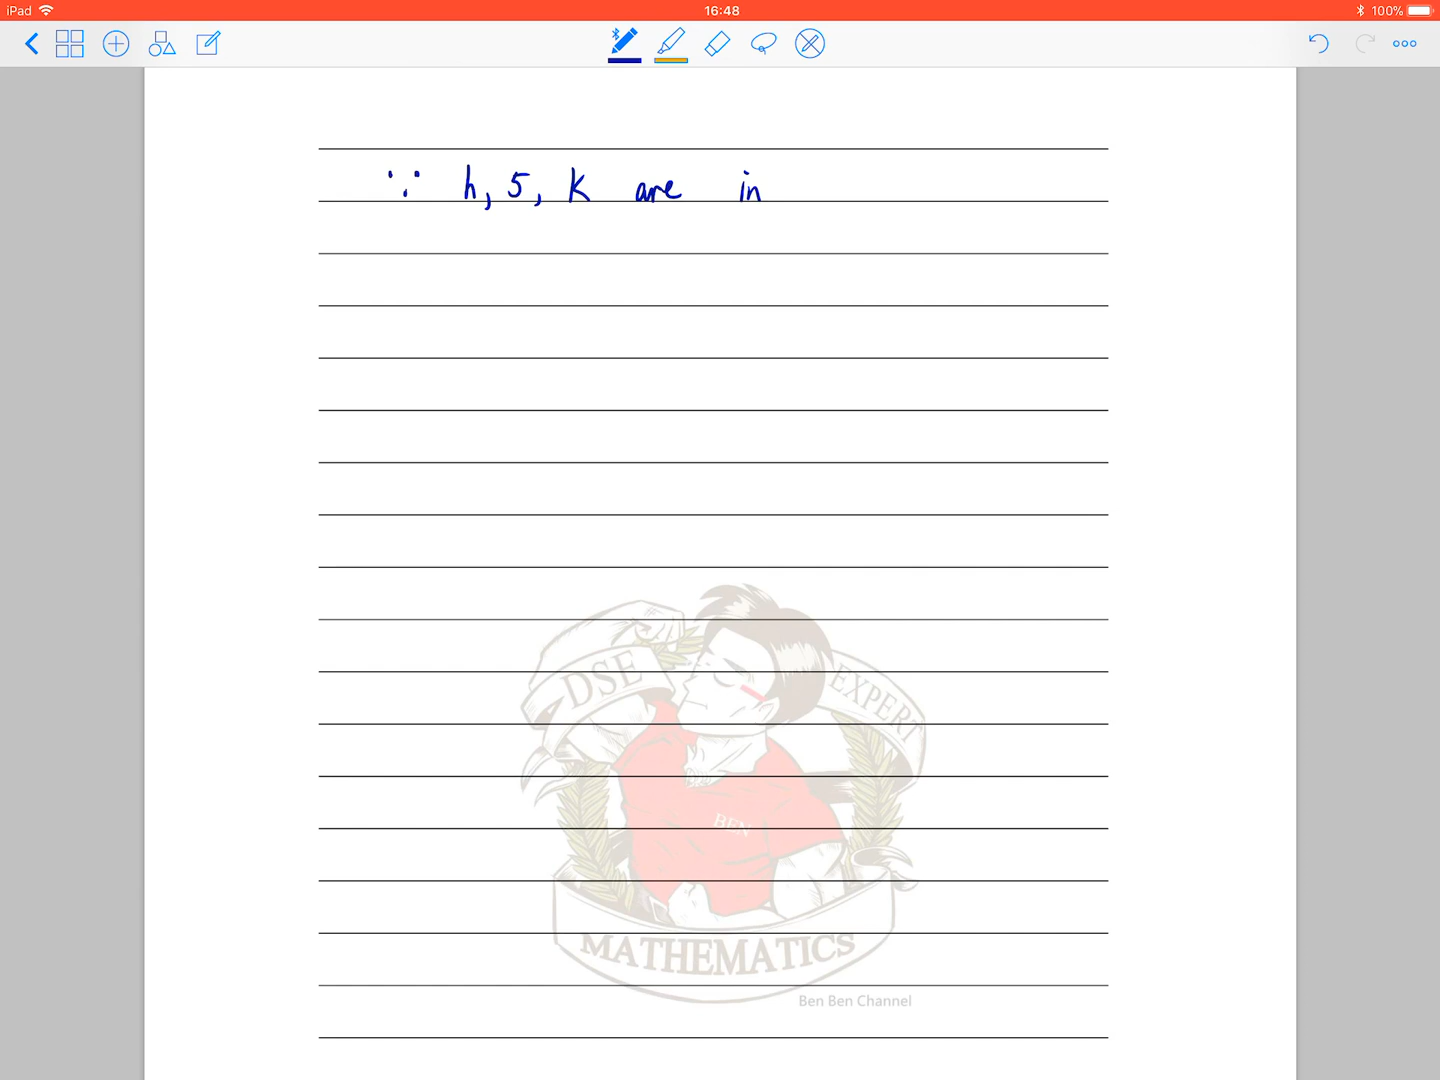 iPad 16:48 100%
∵ h, 5, k are in
DSE EXPERT
BEN
MATHEMATICS
Ben Ben Channel